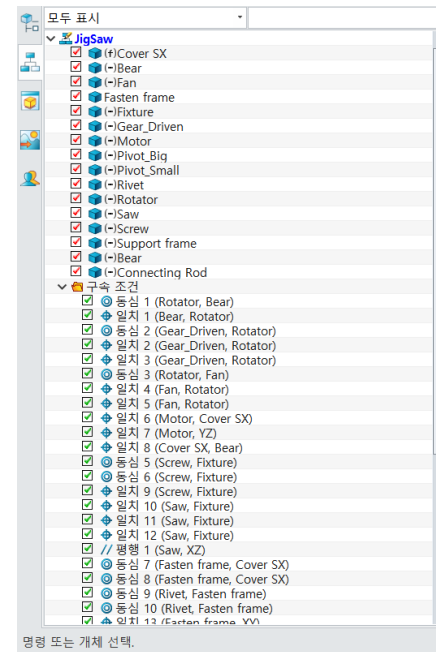 모두 표시
JigSaw
(f)Cover SX
(-)Bear
(-)Fan
Fasten frame
(-)Fixture
(-)Gear_Driven
(-)Motor
(-)Pivot_Big
(-)Pivot_Small
(-)Rivet
(-)Rotator
(-)Saw
(-)Screw
(-)Support frame
(-)Bear
(-)Connecting Rod
구속 조건
동심 1 (Rotator, Bear)
일치 1 (Bear, Rotator)
동심 2 (Gear_Driven, Rotator)
일치 2 (Gear_Driven, Rotator)
일치 3 (Gear_Driven, Rotator)
동심 3 (Rotator, Fan)
일치 4 (Fan, Rotator)
일치 5 (Fan, Rotator)
일치 6 (Motor, Cover SX)
일치 7 (Motor, YZ)
일치 8 (Cover SX, Bear)
동심 5 (Screw, Fixture)
동심 6 (Screw, Fixture)
일치 9 (Screw, Fixture)
일치 10 (Saw, Fixture)
일치 11 (Saw, Fixture)
일치 12 (Saw, Fixture)
평행 1 (Saw, XZ)
동심 7 (Fasten frame, Cover SX)
동심 8 (Fasten frame, Cover SX)
동심 9 (Rivet, Fasten frame)
동심 10 (Rivet, Fasten frame)
일치 13 (Fasten frame, XY)
명령 또는 개체 선택.